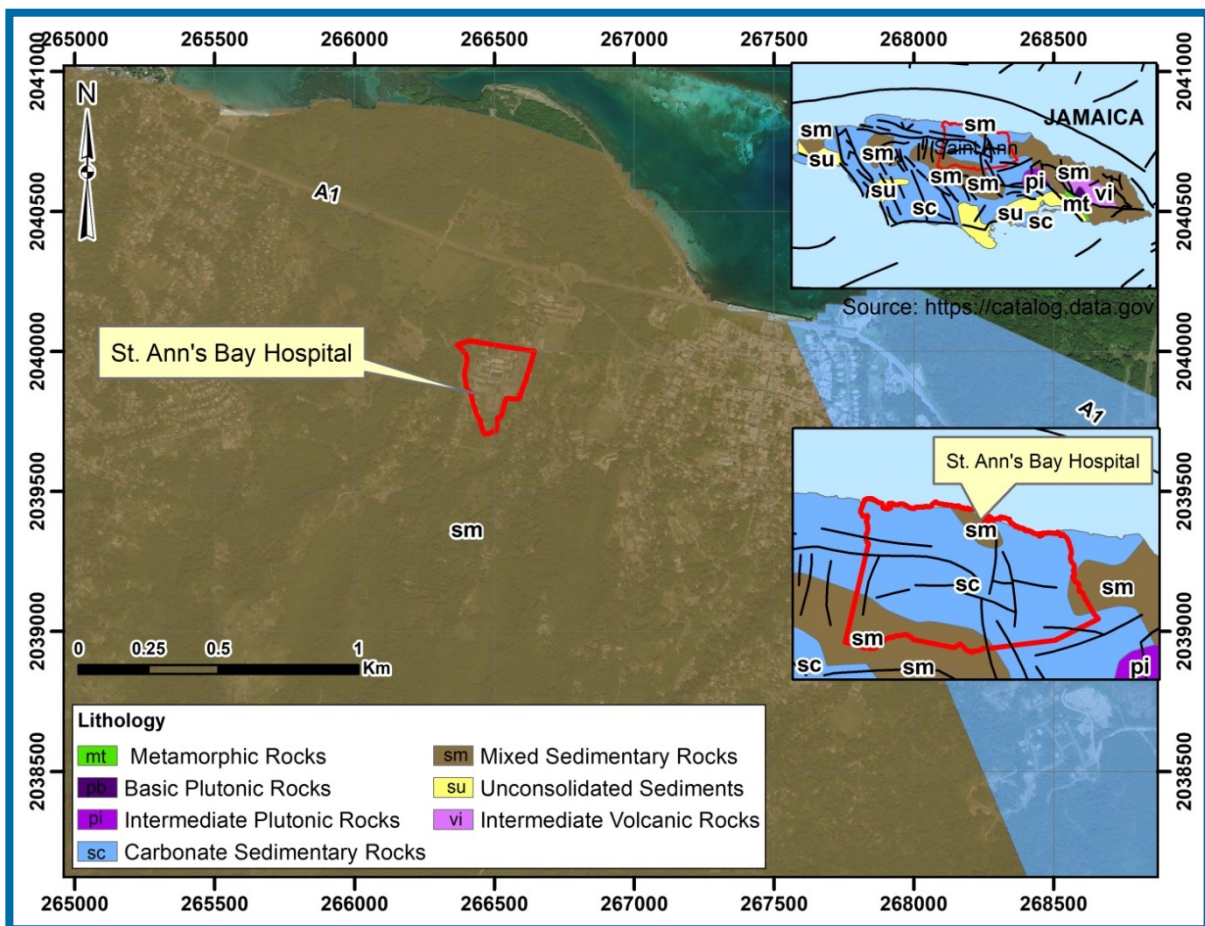 265000 265500 266000 266500 267000 267500 268000 268500
2041000
2040500
2040000
2039500
2039000
2038500
2041000
2040500
2040000
2039500
2039000
2038500
N
A1
St. Ann's Bay Hospital
sm
A1
0 0.25 0.5 1
Km
JAMAICA
sm
sm
Saint Ann
su
sm
sm
sm
su
sc
pi
sm
vi
mt
su
sc
Source: https://catalog.data.gov
St. Ann's Bay Hospital
sm
sc
sm
sm
sc
sm
pi
Lithology
mt Metamorphic Rocks
pb Basic Plutonic Rocks
pi Intermediate Plutonic Rocks
sc Carbonate Sedimentary Rocks
sm Mixed Sedimentary Rocks
su Unconsolidated Sediments
vi Intermediate Volcanic Rocks
265000 265500 266000 266500 267000 267500 268000 268500